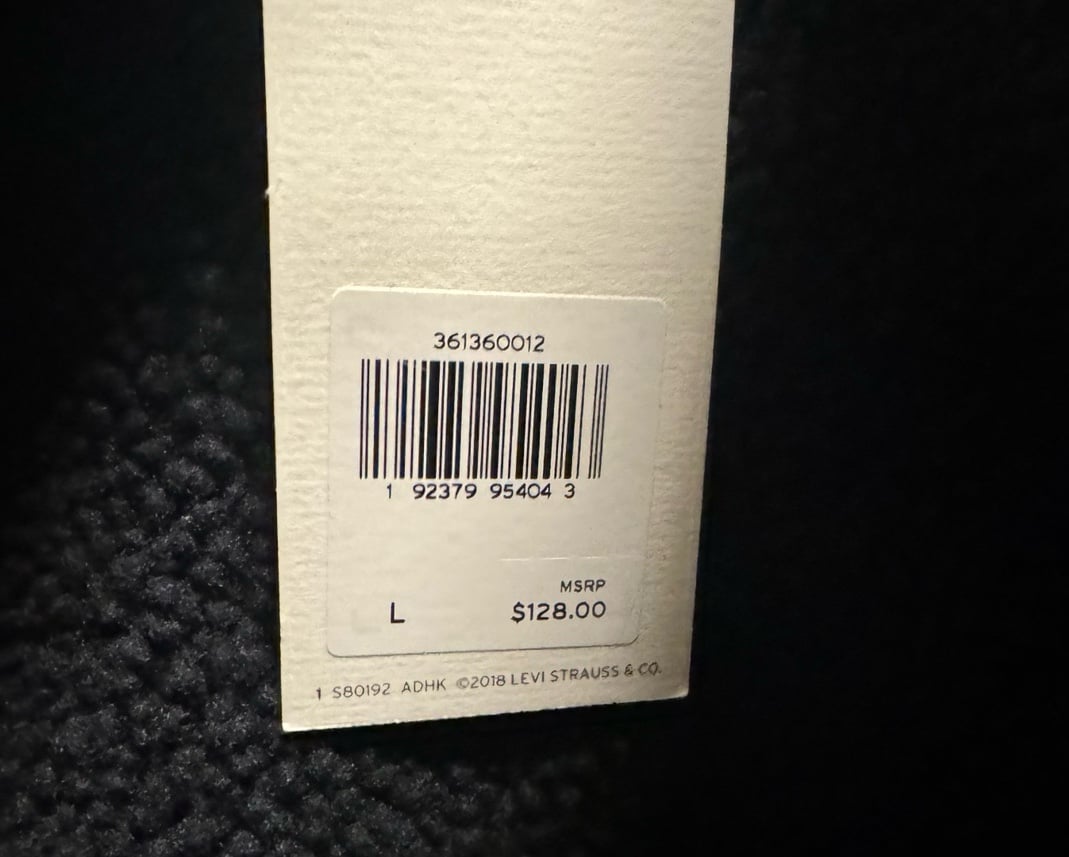 361360012
1 92379 95404 3
MSRP
L $128.00
1 S80192 ADHK ©2018 LEVI STRAUSS & CO.